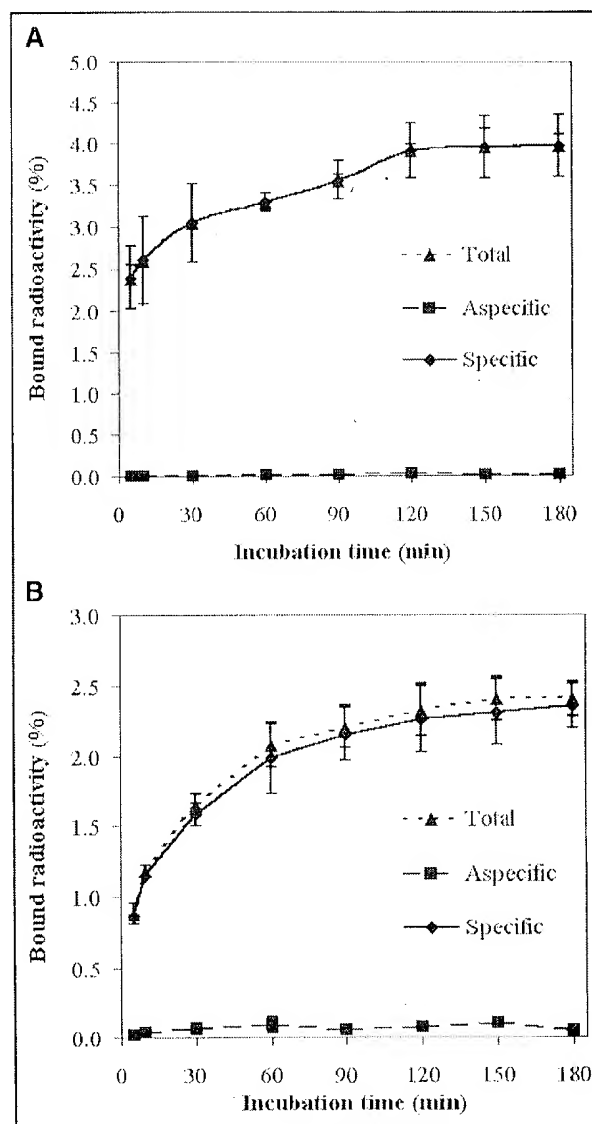 A
5.0
4.5
4.0
3.5
3.0
2.5
2.0
1.5
1.0
0.5
0.0
Bound radioactivity (%)
Total
Aspecific
Specific
0 30 60 90 120 150 180
Incubation time (min)
B
3.0
2.5
2.0
1.5
1.0
0.5
0.0
Bound radioactivity (%)
Total
Aspecific
Specific
0 30 60 90 120 150 180
Incubation time (min)